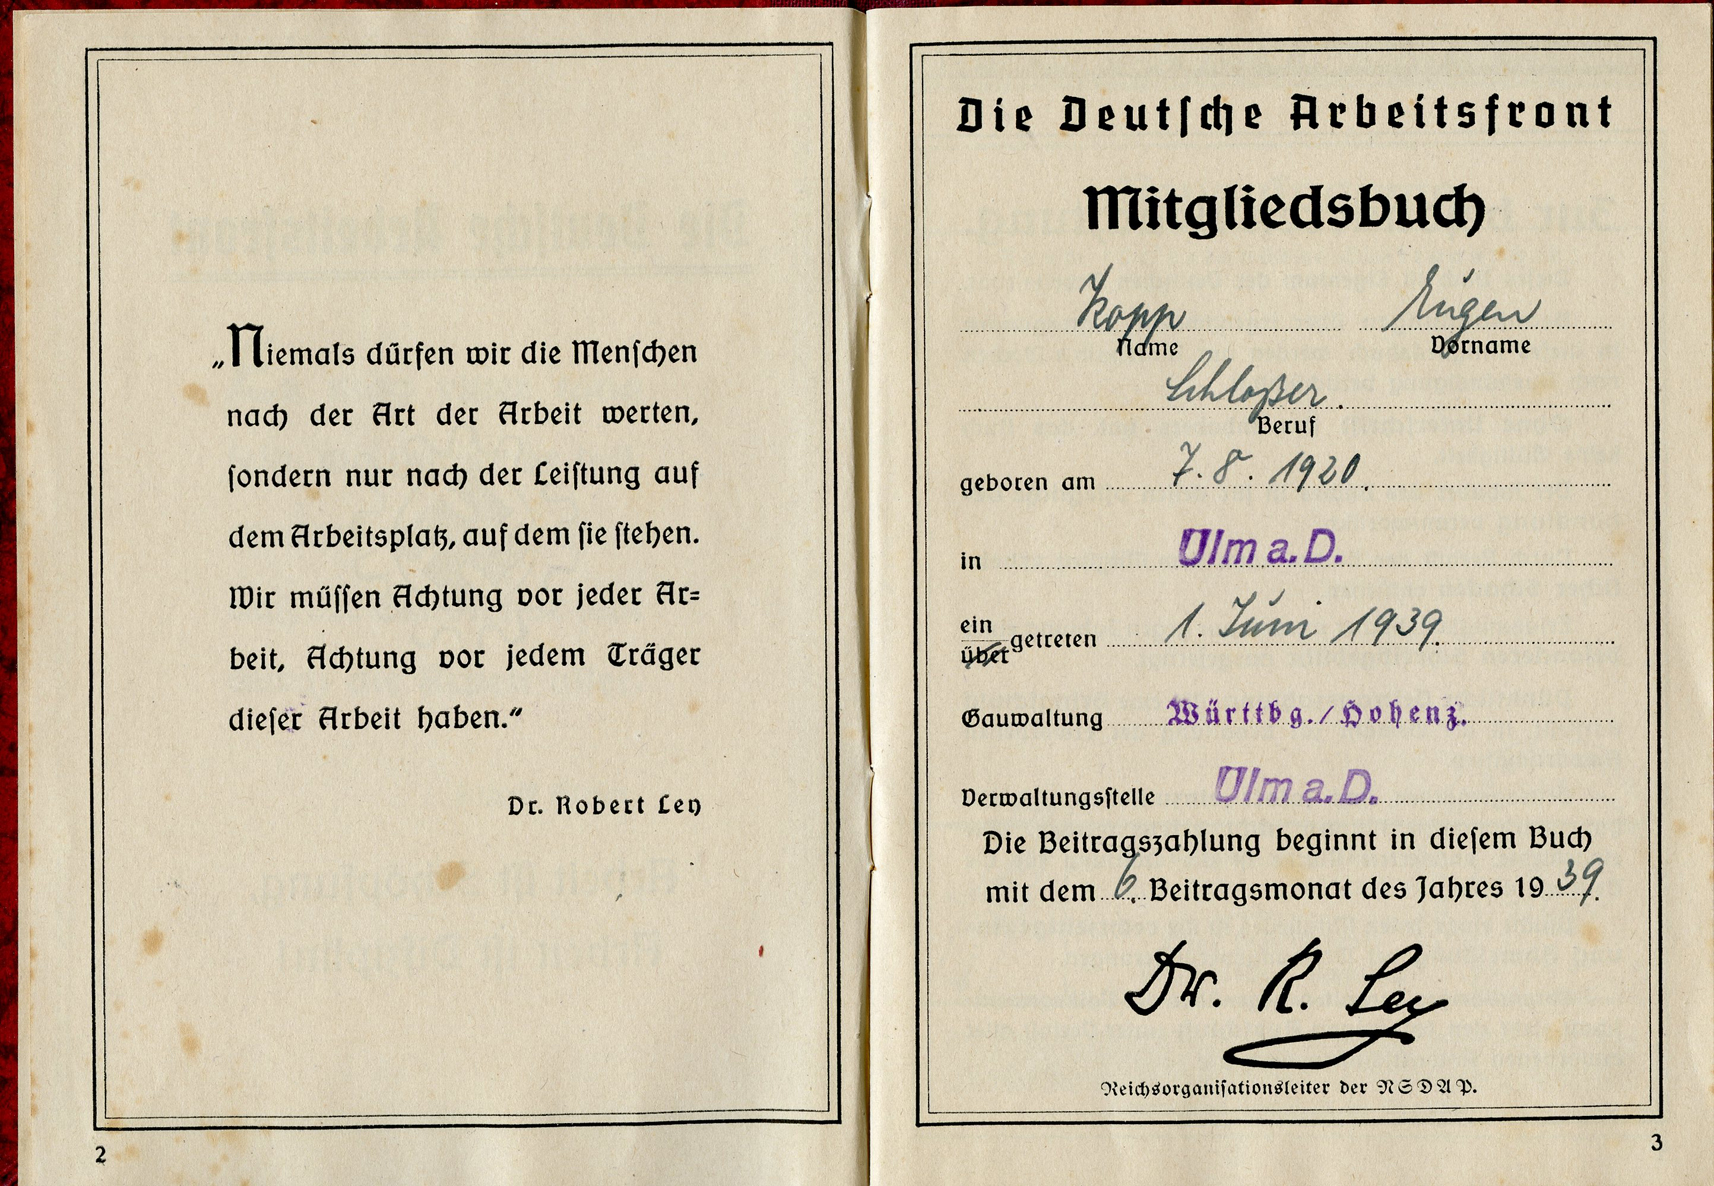 „Niemals dürfen wir die Menschen
nach der Art der Arbeit werten,
sondern nur nach der Leistung auf
dem Arbeitsplatz, auf dem sie stehen.
Wir müssen Achtung vor jeder Ar=
beit, Achtung vor jedem Träger
dieser Arbeit haben.“
Dr. Robert Ley
2
Die Deutsche Arbeitsfront
Mitgliedsbuch
Kopp Eugen
Name Vorname
Schloßer.
Beruf
geboren am 7. 8. 1920.
in Ulm a. D.
ein
über getreten 1. Juni 1939.
Gauwaltung Württbg. / Hohenz.
Verwaltungsstelle Ulm a. D.
Die Beitragszahlung beginnt in diesem Buch
mit dem 6. Beitragsmonat des Jahres 1939.
Dr. R. Ley
Reichsorganisationsleiter der NSDAP.
3